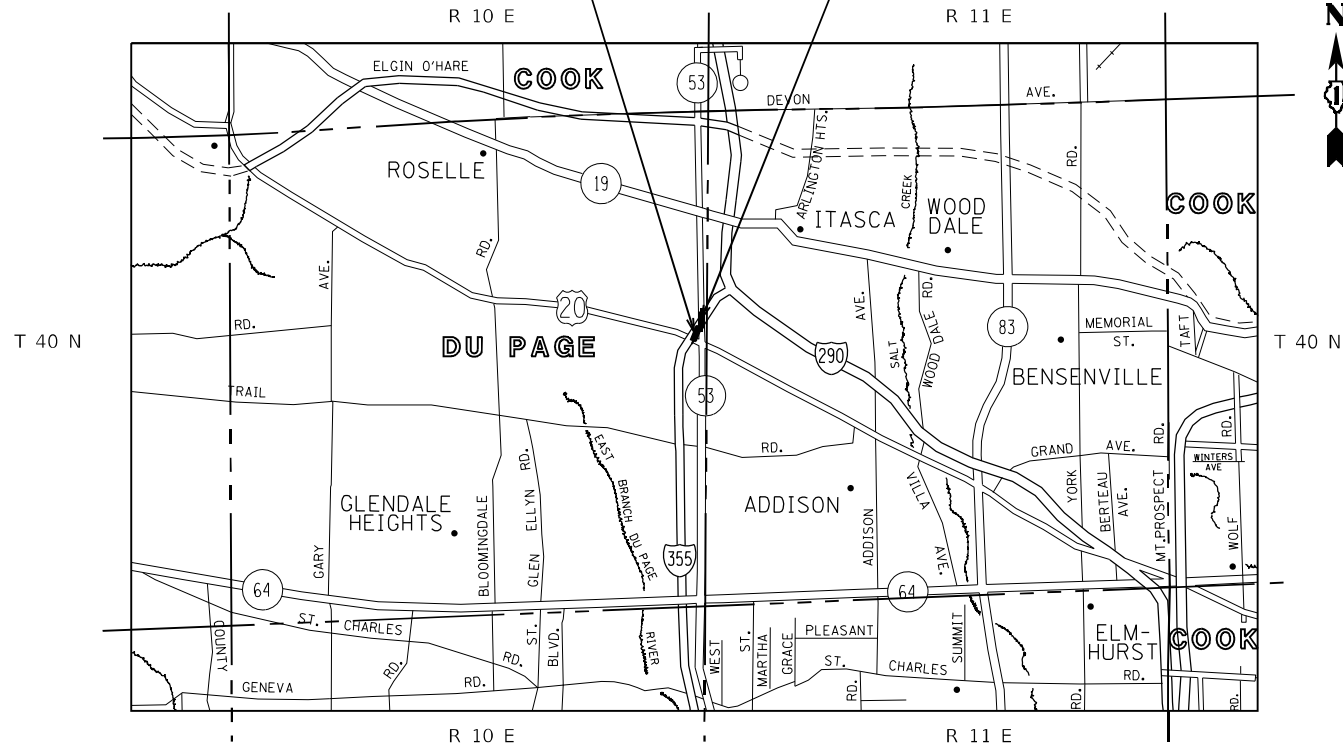 R 10 E
R 11 E
N
ELGIN O'HARE
COOK
53
DEVON
AVE.
ROSELLE
19
ARLINGTON HTS.
CREEK
RD.
ITASCA
WOOD
DALE
COOK
RD.
AVE.
20
RD.
DU PAGE
AVE.
SALT
WOOD DALE RD.
83
MEMORIAL
ST.
TAFT
T 40 N
T 40 N
290
BENSENVILLE
53
TRAIL
RD.
EAST
BRANCH DU PAGE
RIVER
GRAND
AVE.
RD.
RD.
WINTERS
AVE
GLENDALE
HEIGHTS
ADDISON
GARY
BLOOMINGDALE
GLEN ELLYN
RD.
ADDISON
VILLA
AVE.
YORK
BERTEAU
AVE.
MT.PROSPECT
WOLF
355
64
64
COUNTY
ST.
CHARLES
RD.
RD.
ST.
BLVD.
WEST
ST.
MARTHA
GRACE
PLEASANT
SUMMIT
ST.
CHARLES
RD.
ELM-
HURST
COOK
RD.
RD.
RD.
GENEVA
RD.
R 10 E
R 11 E